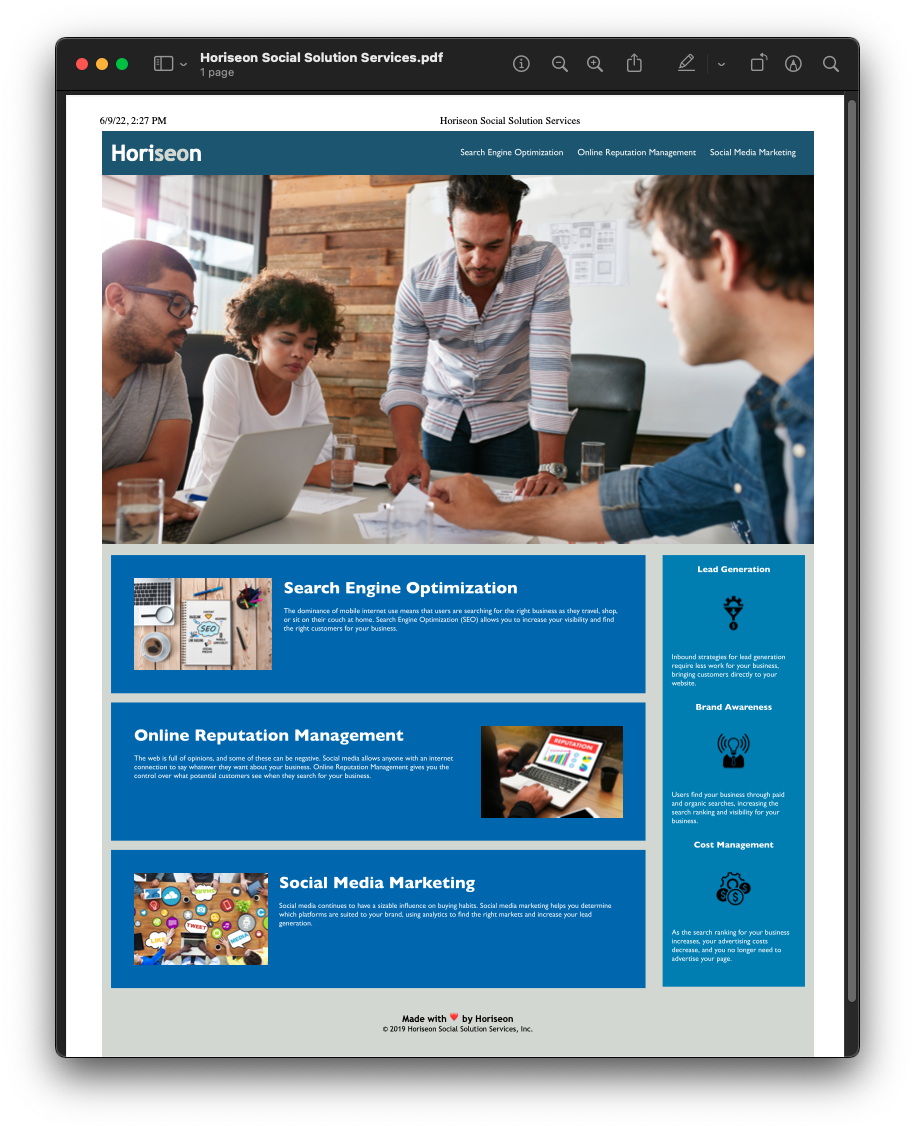 Horiseon Social Solution Services.pdf
1 page
6/9/22, 2:27 PM
Horiseon Social Solution Services
Horiseon
Search Engine Optimization
Online Reputation Management
Social Media Marketing
Search Engine Optimization
The dominance of mobile internet use means that users are searching for the right business as they travel, shop,
or sit on their couch at home. Search Engine Optimization (SEO) allows you to increase your visibility and find
the right customers for your business.
SEO
Online Reputation Management
The web is full of opinions, and some of these can be negative. Social media allows anyone with an internet
connection to say whatever they want about your business. Online Reputation Management gives you the
control over what potential customers see when they search for your business.
REPUTATION
Social Media Marketing
Social media continues to have a sizable influence on buying habits. Social media marketing helps you determine
which platforms are suited to your brand, using analytics to find the right markets and increase your lead
generation.
SHARE
TWEET
LIKE
MEDIA
Lead Generation
Inbound strategies for lead generation
require less work for your business,
bringing customers directly to your
website.
Brand Awareness
Users find your business through paid
and organic searches, increasing the
search ranking and visibility for your
business.
Cost Management
As the search ranking for your business
increases, your advertising costs
decrease, and you no longer need to
advertise your page.
Made with ❤️ by Horiseon
© 2019 Horiseon Social Solution Services, Inc.